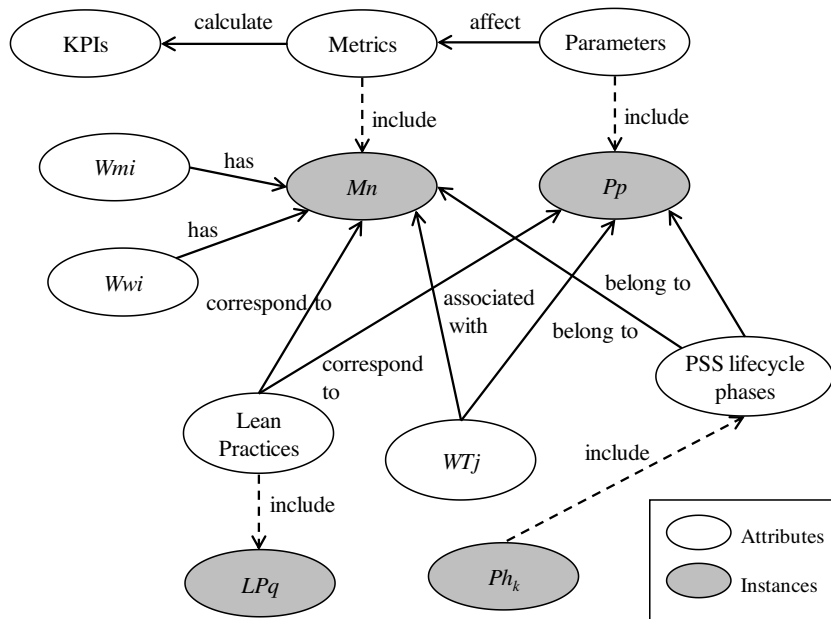 calculate
affect
KPIs
Metrics
Parameters
include
include
Wmi
has
Mn
Pp
has
Wwi
correspond to
associated
with
belong to
belong to
correspond
to
PSS lifecycle
phases
Lean
Practices
WTj
include
include
LPq
Ph_k
Attributes
Instances